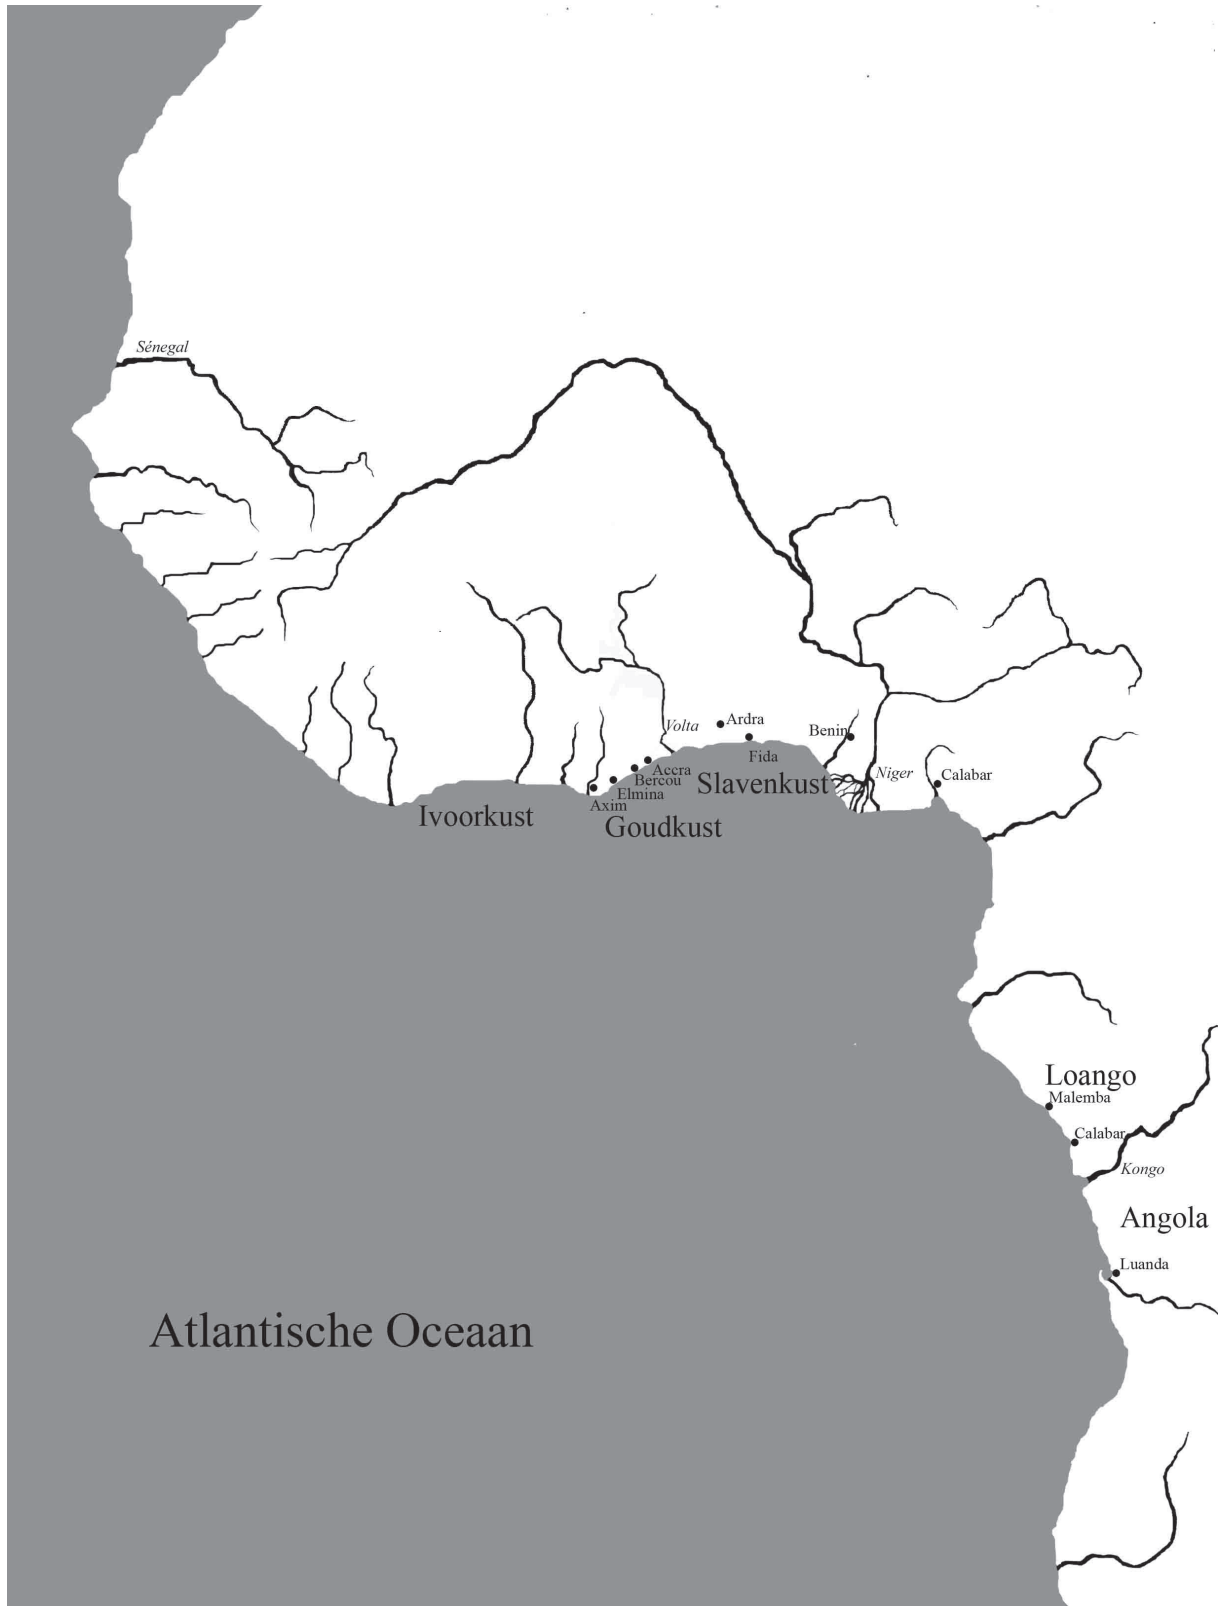 Sénegal
Volta
Ardra
Benin
Fida
Niger
Calabar
Accra
Bercou
Elmina
Axim
Slavenkust
Ivoorkust
Goudkust
Loango
Malemba
Calabar
Kongo
Angola
Luanda
Atlantische Oceaan